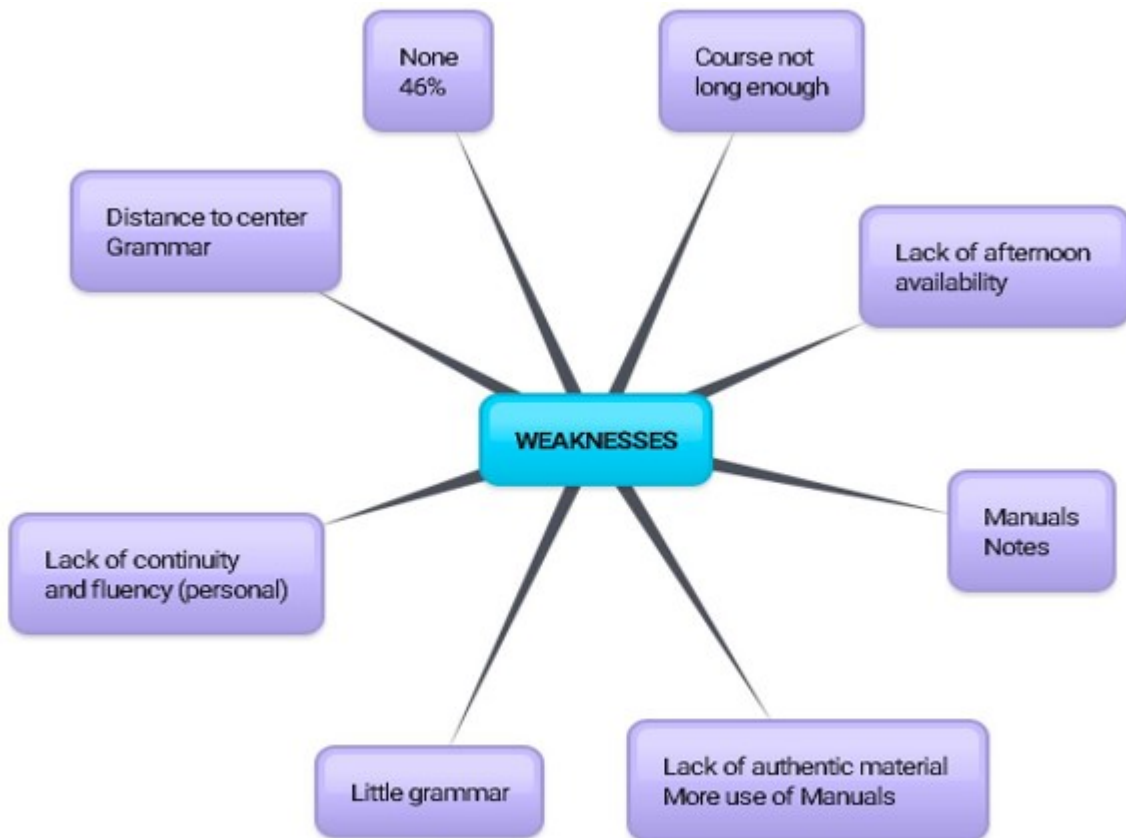 None
46%
Course not
long enough
Distance to center
Grammar
Lack of afternoon
availability
WEAKNESSES
Manuals
Notes
Lack of continuity
and fluency (personal)
Little grammar
Lack of authentic material
More use of Manuals